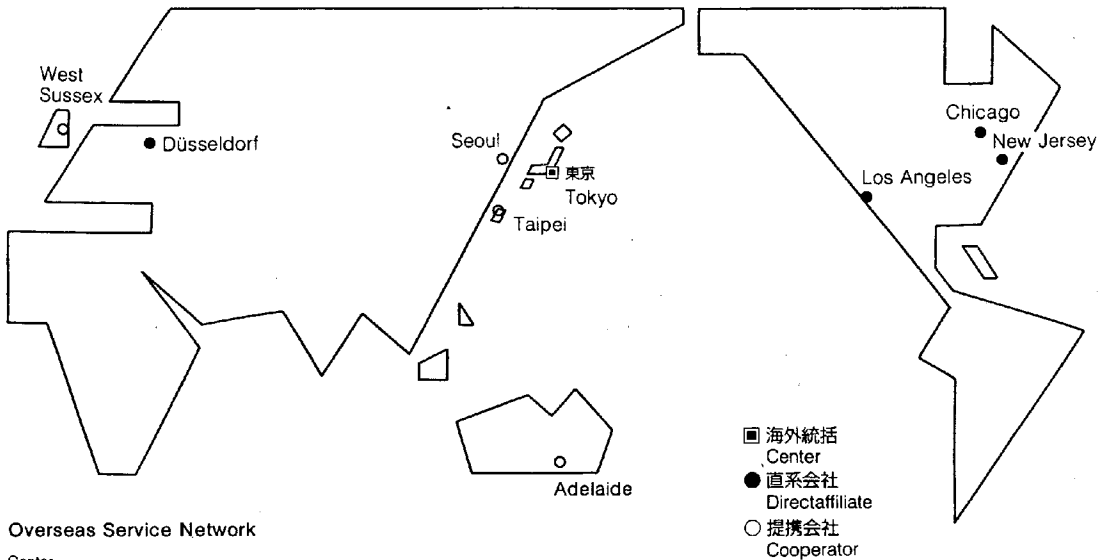 West
Sussex
Düsseldorf
Seoul
東京
Tokyo
Taipei
Chicago
New Jersey
Los Angeles
Adelaide
海外統括
Center
直系会社
Directaffiliate
提携会社
Cooperator
Overseas Service Network
Center